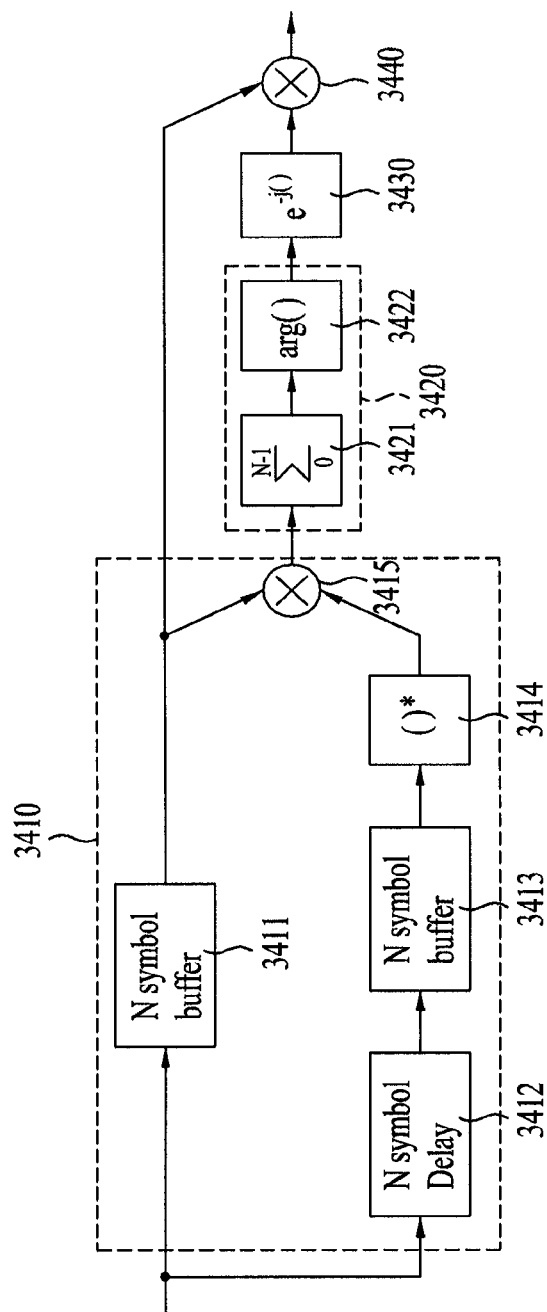 3410
N symbol
buffer
3411
N symbol
Delay
3412
N symbol
buffer
3413
()*
3414
3415
N-1
∑
0
3421
arg()
3422
3420
e-j()
3430
3440